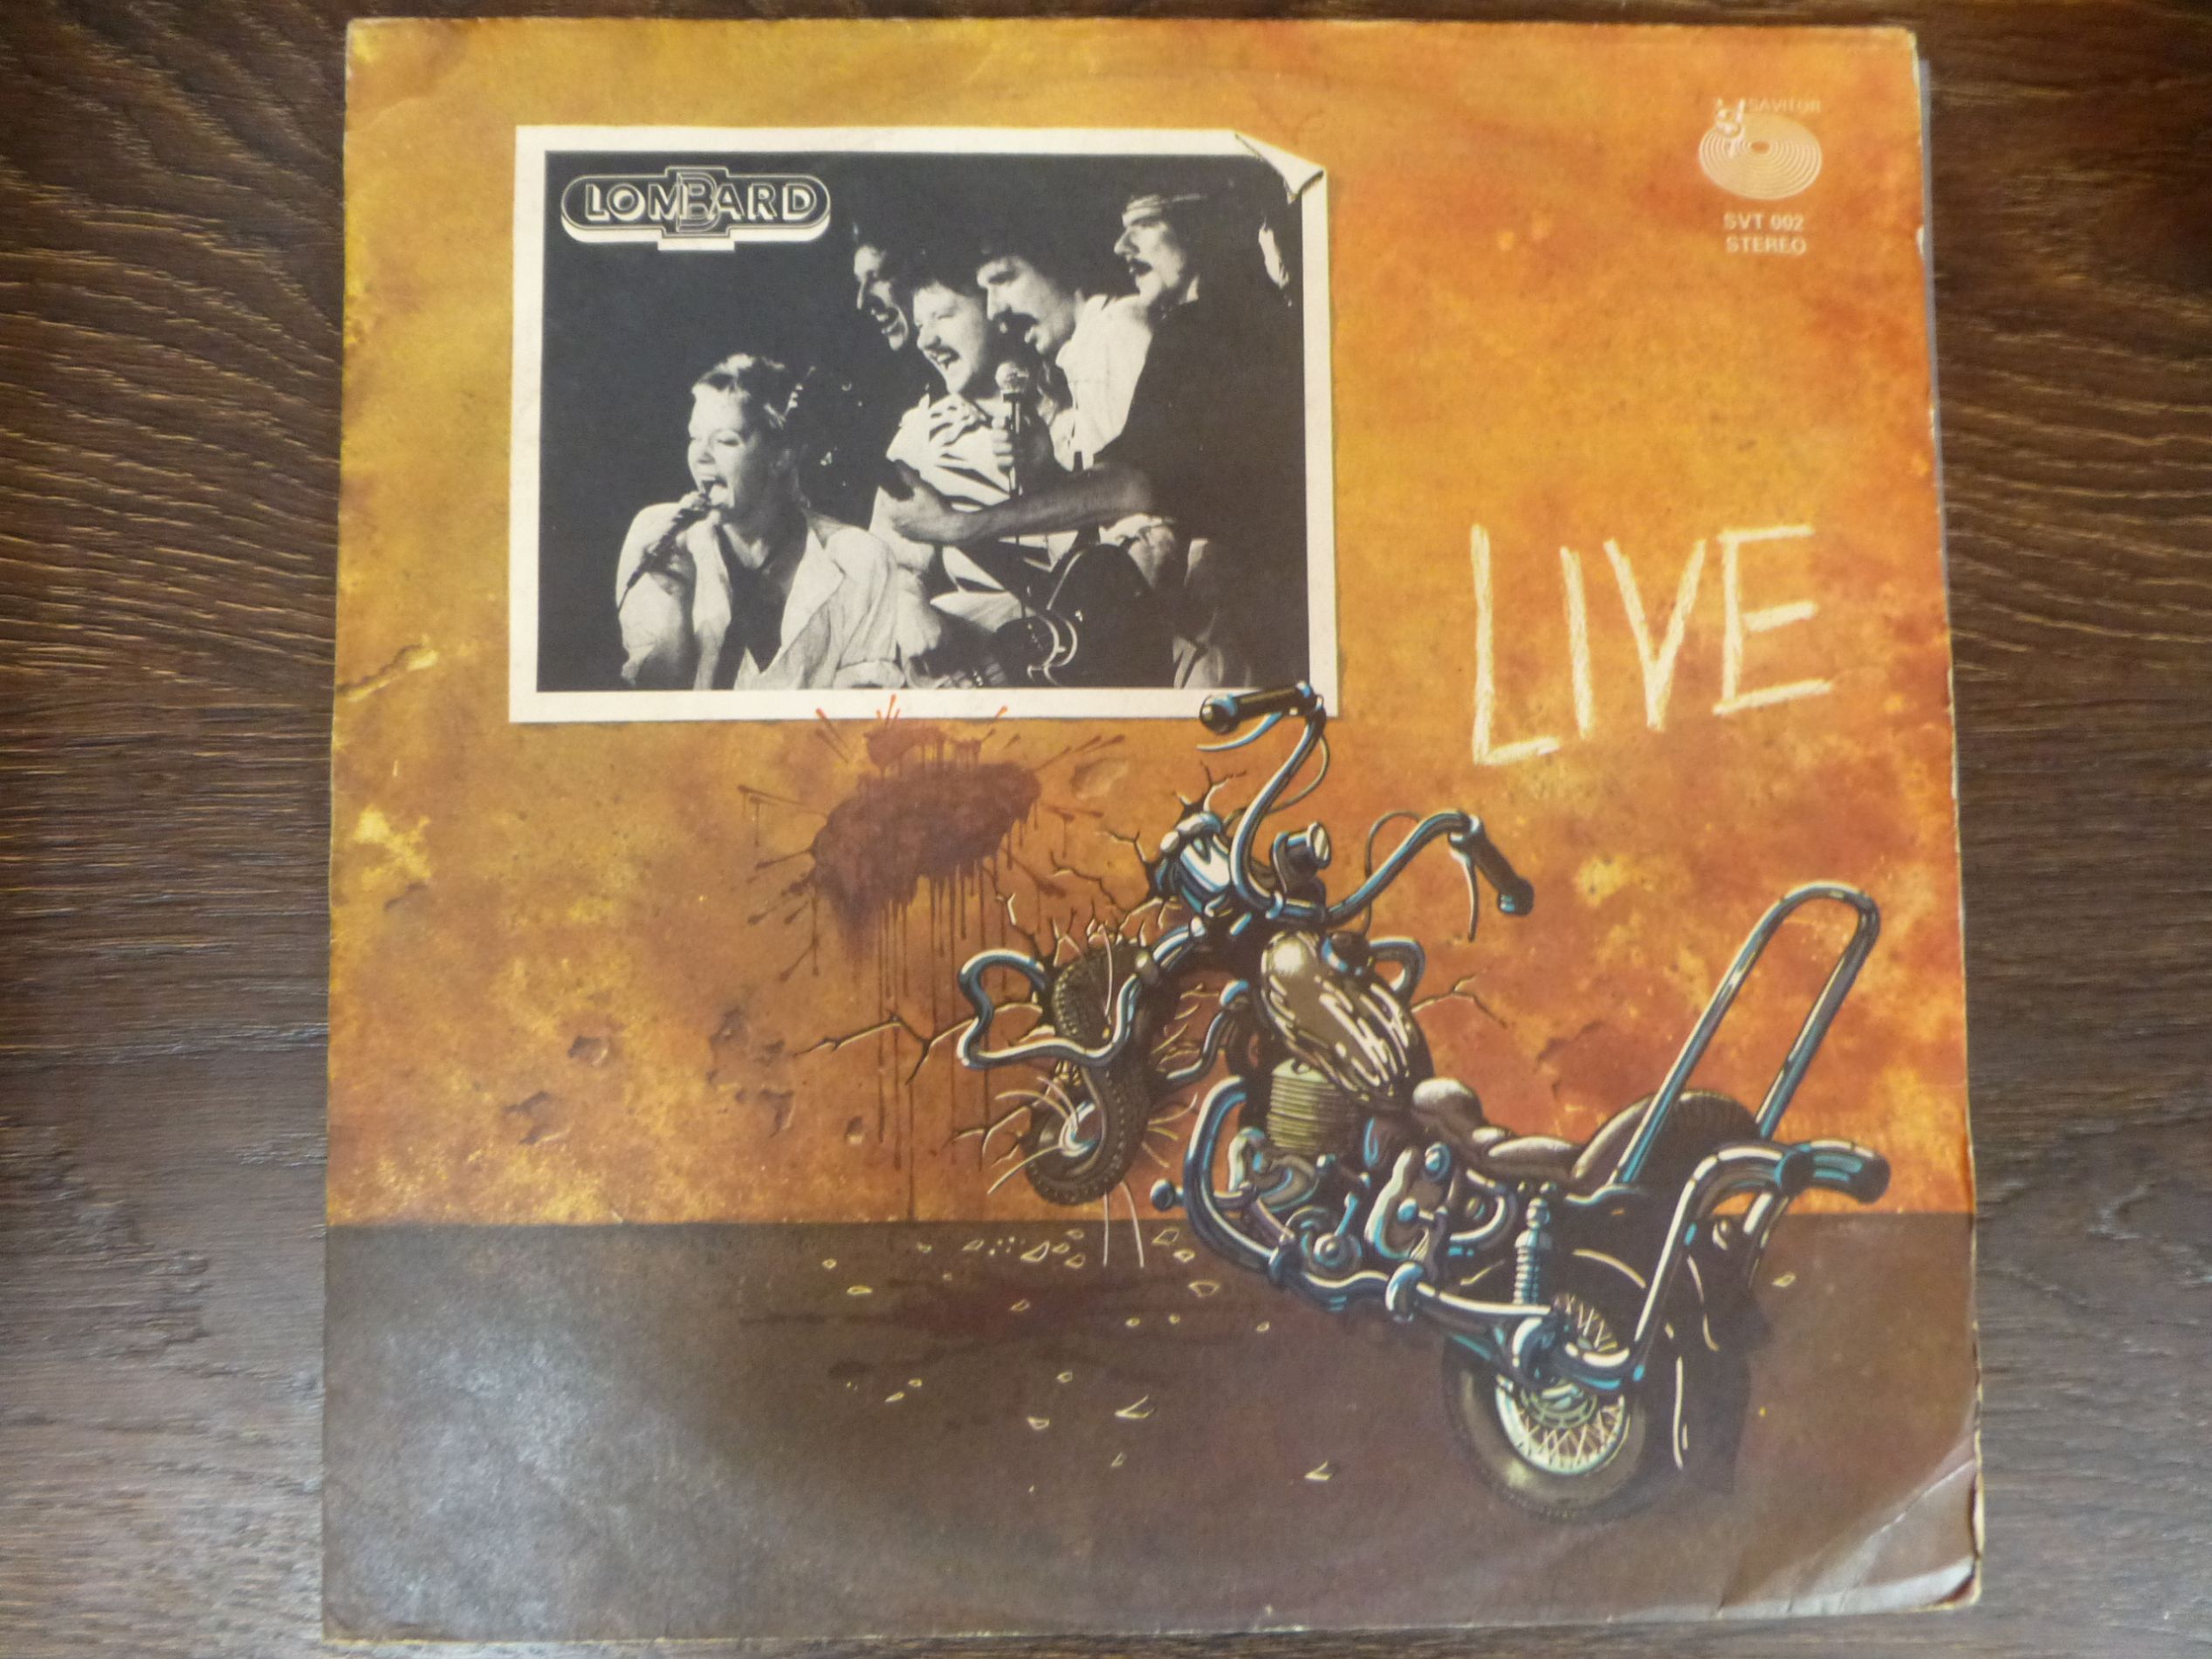 LOMBARD
SAVITOR
SVT 002
STEREO
LIVE